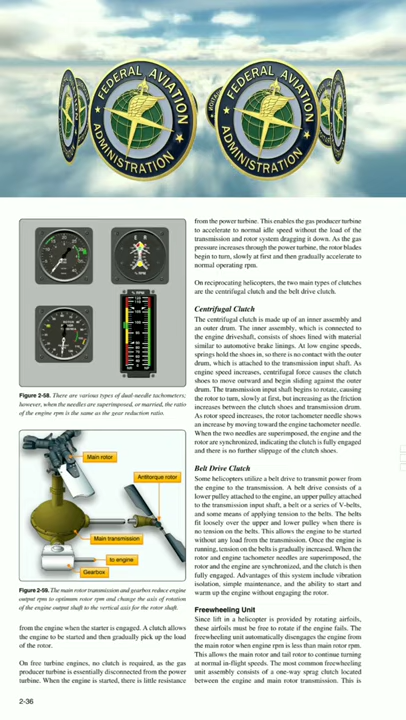 FEDERAL AVIATION
ADMINISTRATION
FEDERAL AVIATION
ADMINISTRATION
Figure 2-58. There are various types of dual-needle tachometers;
however, when the needles are superimposed, or married, the ratio
of the engine rpm is the same as the gear reduction ratio.
Main rotor
Antitorque rotor
Main transmission
to engine
Gearbox
Figure 2-59. The main rotor transmission and gearbox reduce engine
output rpm to optimum rotor rpm and change the axis of rotation
of the engine output shaft to the vertical axis for the rotor shaft.
from the engine when the starter is engaged. A clutch allows
the engine to be started and then gradually pick up the load
of the rotor.
On free turbine engines, no clutch is required, as the gas
producer turbine is essentially disconnected from the power
turbine. When the engine is started, there is little resistance
from the power turbine. This enables the gas producer turbine
to accelerate to normal idle speed without the load of the
transmission and rotor system dragging it down. As the gas
pressure increases through the power turbine, the rotor blades
begin to turn, slowly at first and then gradually accelerate to
normal operating rpm.
On reciprocating helicopters, the two main types of clutches
are the centrifugal clutch and the belt drive clutch.
Centrifugal Clutch
The centrifugal clutch is made up of an inner assembly and
an outer drum. The inner assembly, which is connected to
the engine driveshaft, consists of shoes lined with material
similar to automotive brake linings. At low engine speeds,
springs hold the shoes in, so there is no contact with the outer
drum, which is attached to the transmission input shaft. As
engine speed increases, centrifugal force causes the clutch
shoes to move outward and begin sliding against the outer
drum. The transmission input shaft begins to rotate, causing
the rotor to turn, slowly at first, but increasing as the friction
increases between the clutch shoes and transmission drum.
As rotor speed increases, the rotor tachometer needle shows
an increase by moving toward the engine tachometer needle.
When the two needles are superimposed, the engine and the
rotor are synchronized, indicating the clutch is fully engaged
and there is no further slippage of the clutch shoes.
Belt Drive Clutch
Some helicopters utilize a belt drive to transmit power from
the engine to the transmission. A belt drive consists of a
lower pulley attached to the engine, an upper pulley attached
to the transmission input shaft, a belt or a series of V-belts,
and some means of applying tension to the belts. The belts
fit loosely over the upper and lower pulley when there is
no tension on the belts. This allows the engine to be started
without any load from the transmission. Once the engine is
running, tension on the belts is gradually increased. When the
rotor and engine tachometer needles are superimposed, the
rotor and the engine are synchronized, and the clutch is then
fully engaged. Advantages of this system include vibration
isolation, simple maintenance, and the ability to start and
warm up the engine without engaging the rotor.
Freewheeling Unit
Since lift in a helicopter is provided by rotating airfoils,
these airfoils must be free to rotate if the engine fails. The
freewheeling unit automatically disengages the engine from
the main rotor when engine rpm is less than main rotor rpm.
This allows the main rotor and tail rotor to continue turning
at normal in-flight speeds. The most common freewheeling
unit assembly consists of a one-way sprag clutch located
between the engine and main rotor transmission. This is
2-36